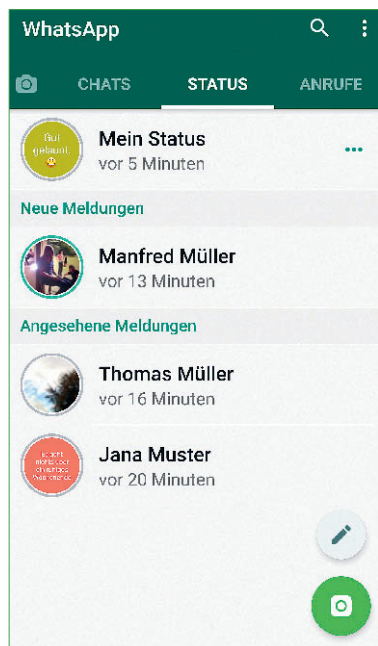 WhatsApp
CHATS STATUS ANRUFE
Gut
gelaunt.
Mein Status
vor 5 Minuten
Neue Meldungen
Manfred Müller
vor 13 Minuten
Angesehene Meldungen
Thomas Müller
vor 16 Minuten
Jana Muster
vor 20 Minuten